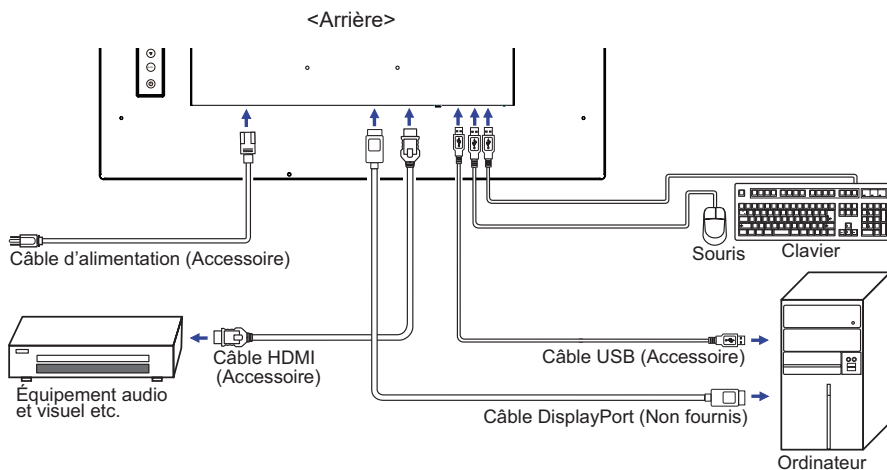 <Arrière>
Câble d'alimentation (Accessoire)
Souris
Clavier
Câble HDMI
(Accessoire)
Câble USB (Accessoire)
Équipement audio
et visuel etc.
Câble DisplayPort (Non fournis)
Ordinateur